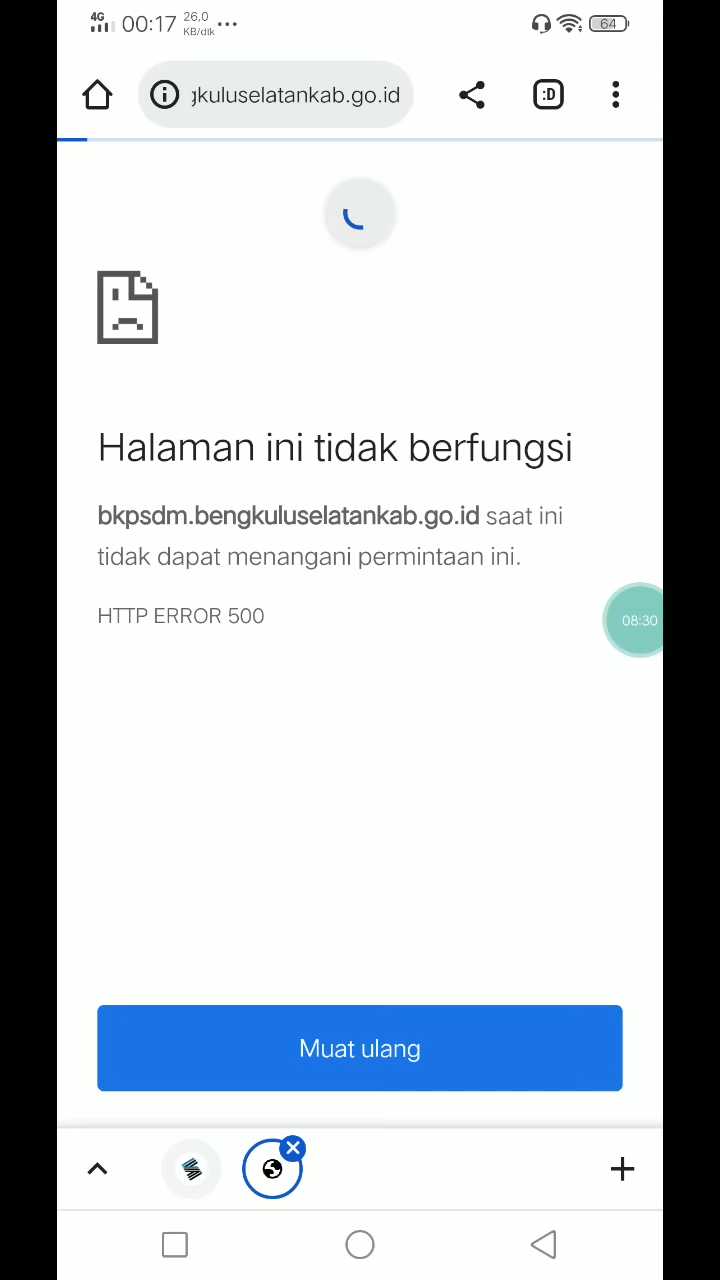 4G 00:17 26,0 KB/dtk ... 64
gkuluselatankab.go.id :D
Halaman ini tidak berfungsi
bkpsdm.bengkuluselatankab.go.id saat ini
tidak dapat menangani permintaan ini.
HTTP ERROR 500
08:30
Muat ulang